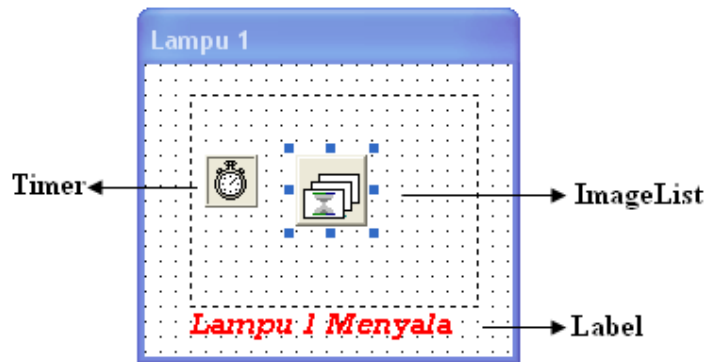 Lampu 1
Timer
ImageList
Lampu 1 Menyala
Label